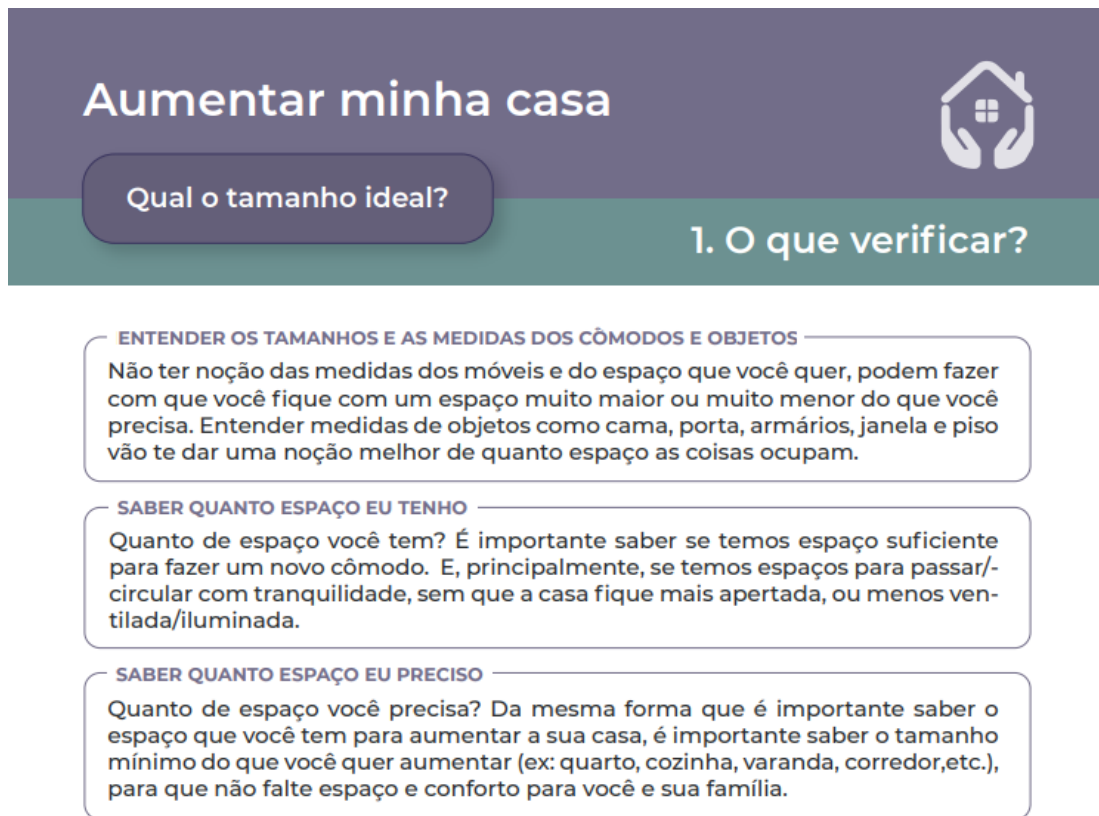 Aumentar minha casa
Qual o tamanho ideal?
1. O que verificar?
ENTENDER OS TAMANHOS E AS MEDIDAS DOS CÔMODOS E OBJETOS
Não ter noção das medidas dos móveis e do espaço que você quer, podem fazer
com que você fique com um espaço muito maior ou muito menor do que você
precisa. Entender medidas de objetos como cama, porta, armários, janela e piso
vão te dar uma noção melhor de quanto espaço as coisas ocupam.
SABER QUANTO ESPAÇO EU TENHO
Quanto de espaço você tem? É importante saber se temos espaço suficiente
para fazer um novo cômodo. E, principalmente, se temos espaços para passar/-
circular com tranquilidade, sem que a casa fique mais apertada, ou menos ven-
tilada/iluminada.
SABER QUANTO ESPAÇO EU PRECISO
Quanto de espaço você precisa? Da mesma forma que é importante saber o
espaço que você tem para aumentar a sua casa, é importante saber o tamanho
mínimo do que você quer aumentar (ex: quarto, cozinha, varanda, corredor,etc.),
para que não falte espaço e conforto para você e sua família.